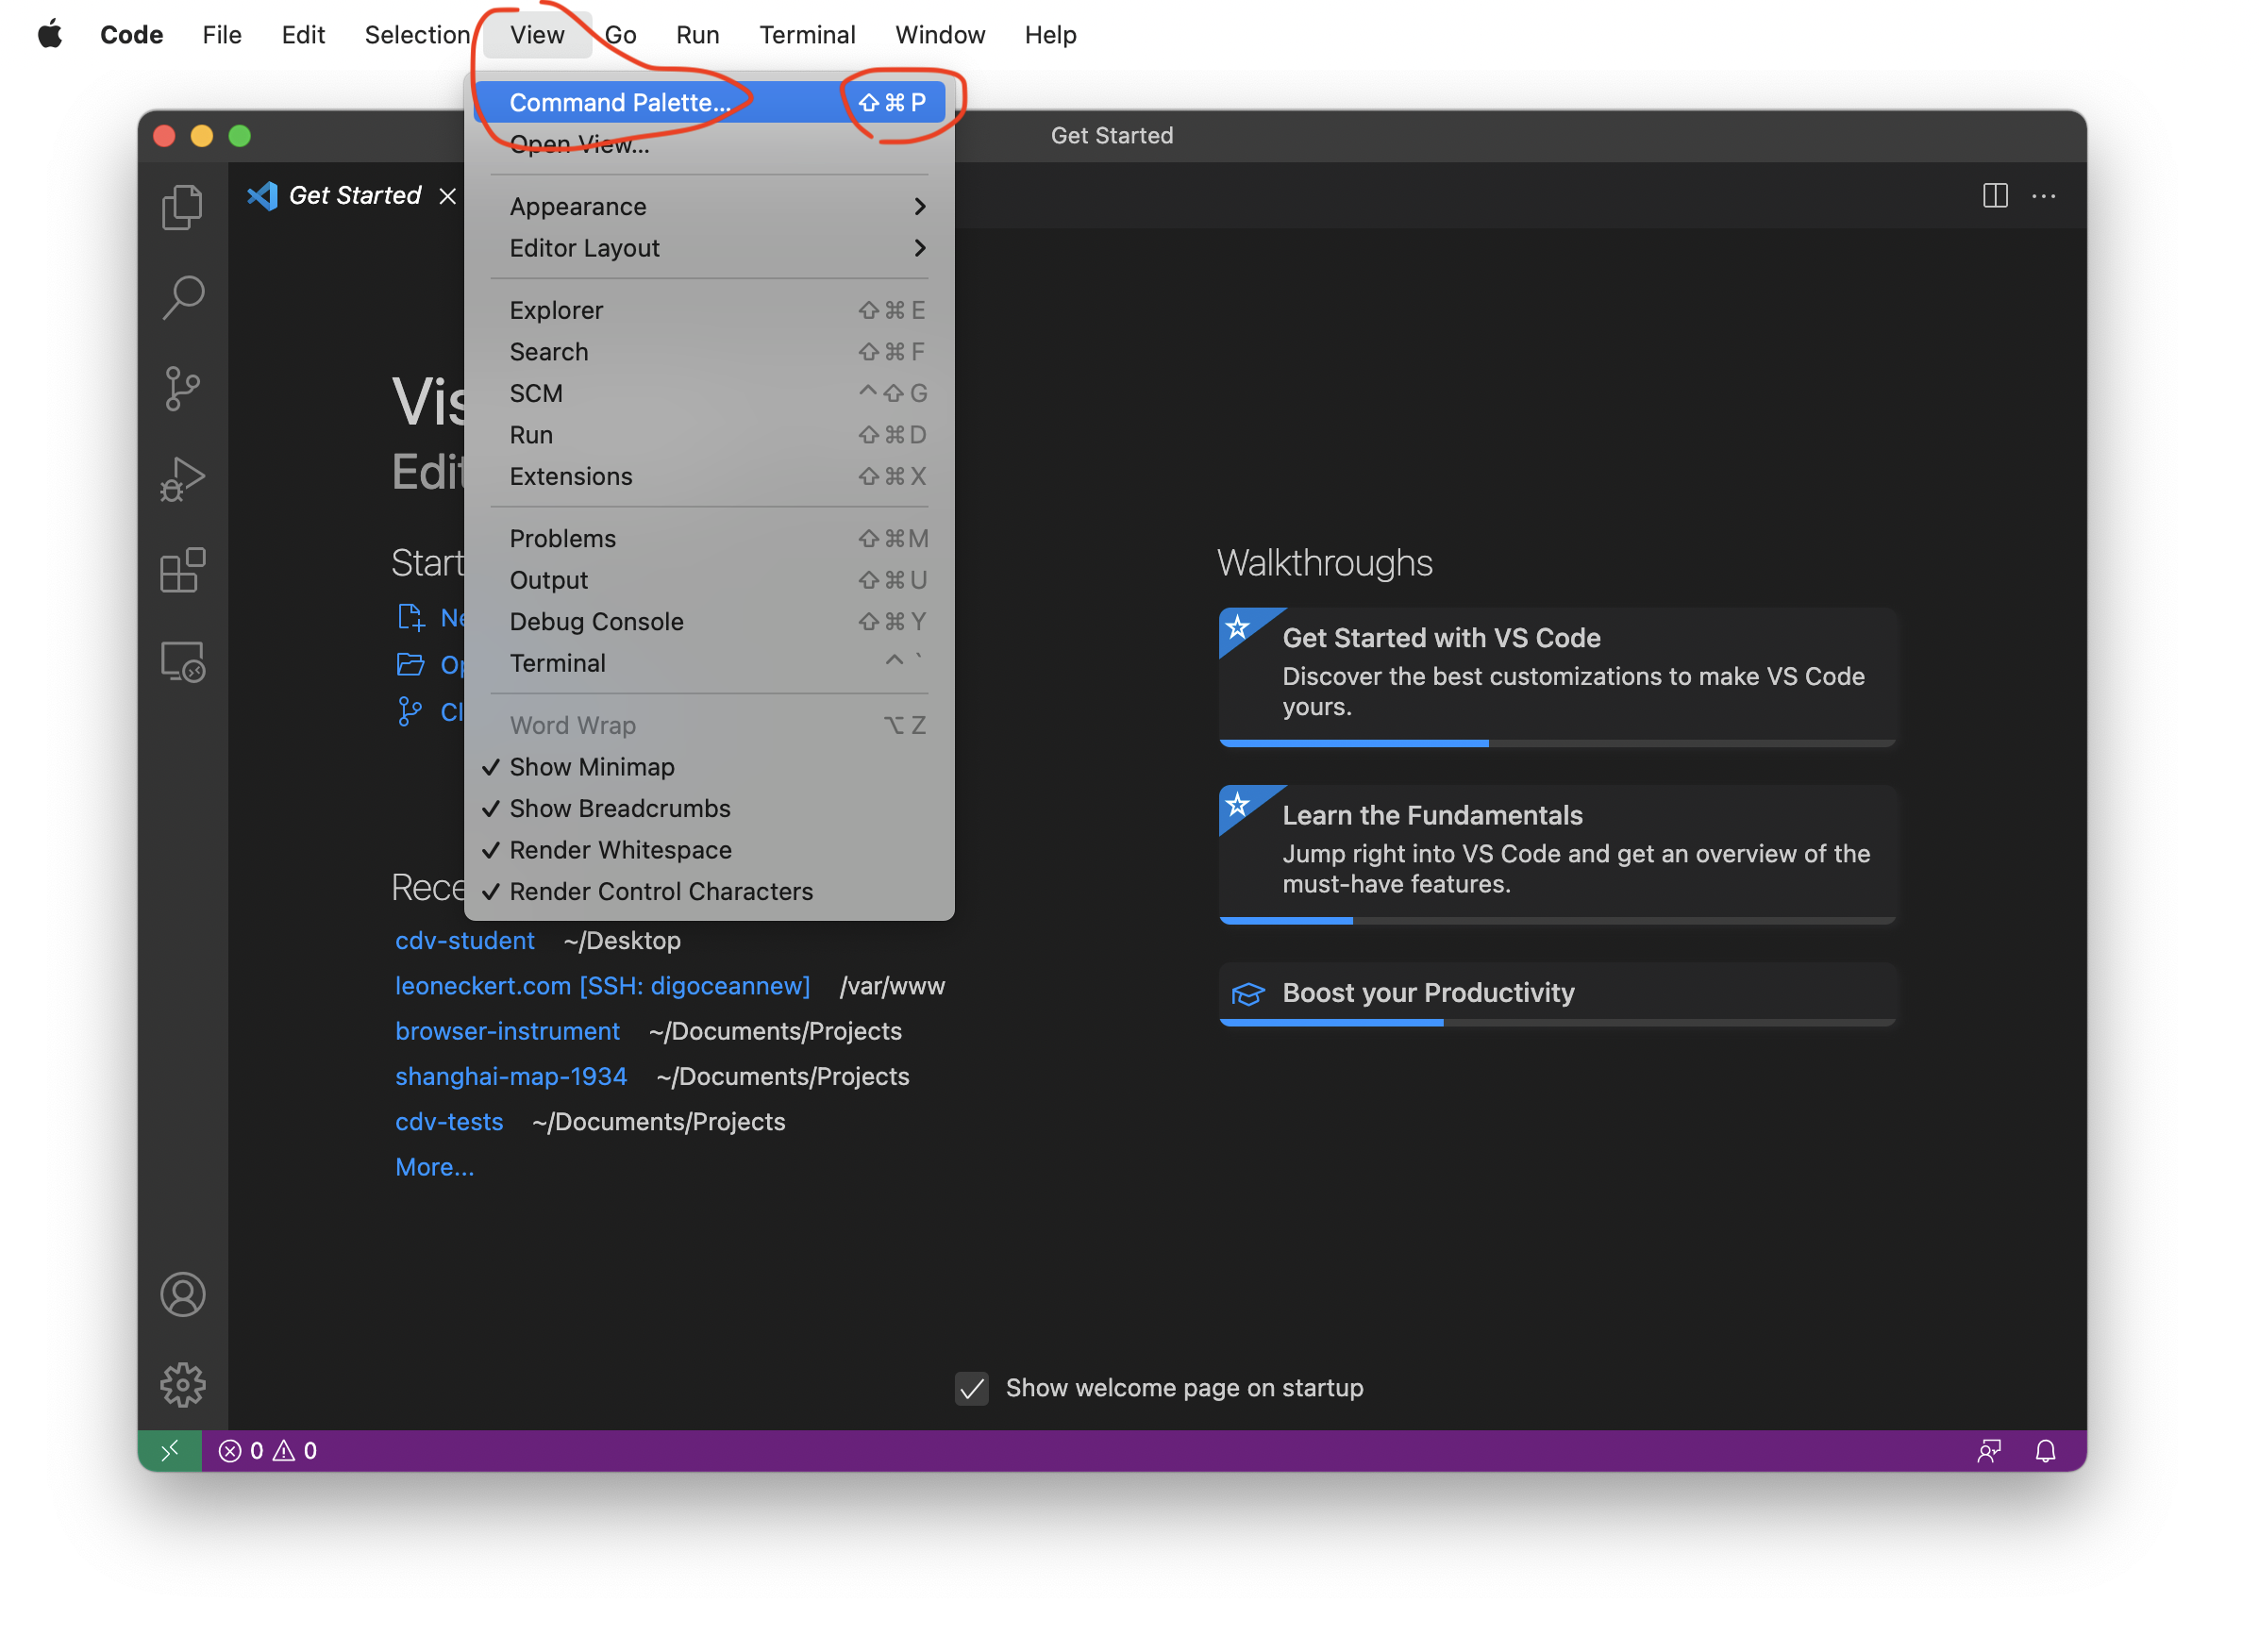 Code File Edit Selection View Go Run Terminal Window Help
Command Palette... ⇧⌘P
Open View...
Get Started
Get Started
Appearance
Editor Layout
Explorer ⇧⌘E
Search ⇧⌘F
SCM ^⇧G
Run ⇧⌘D
Extensions ⇧⌘X
Problems ⇧⌘M
Output ⇧⌘U
Debug Console ⇧⌘Y
Terminal ^`
Word Wrap ⌥Z
✓ Show Minimap
✓ Show Breadcrumbs
✓ Render Whitespace
✓ Render Control Characters
Vis
Edit
Start
Ne
Op
Cl
Rece
cdv-student ~/Desktop
leoneckert.com [SSH: digoceannew] /var/www
browser-instrument ~/Documents/Projects
shanghai-map-1934 ~/Documents/Projects
cdv-tests ~/Documents/Projects
More...
Walkthroughs
Get Started with VS Code
Discover the best customizations to make VS Code
yours.
Learn the Fundamentals
Jump right into VS Code and get an overview of the
must-have features.
Boost your Productivity
Show welcome page on startup
0 0